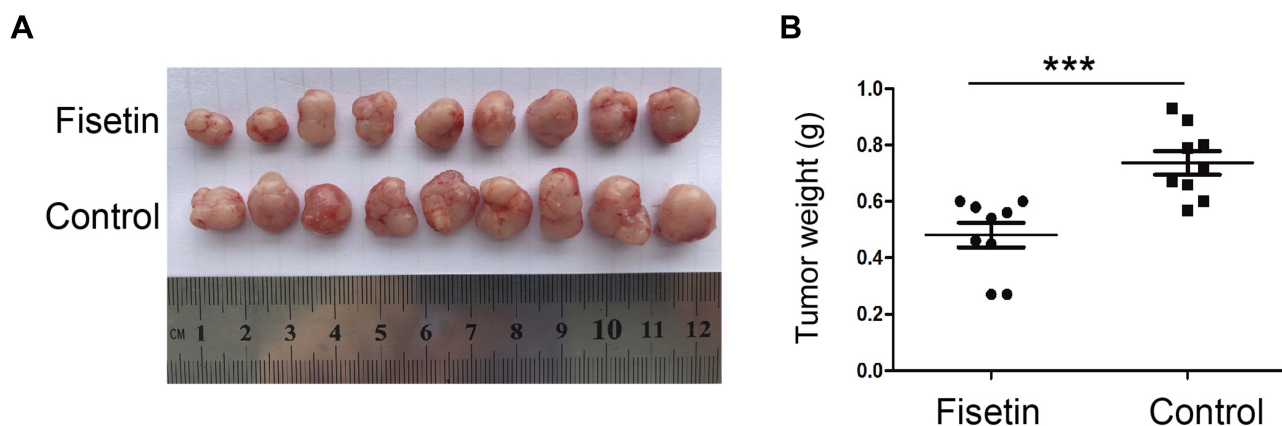 A
Fisetin
Control
CM 1 2 3 4 5 6 7 8 9 10 11 12
B
***
Tumor weight (g)
1.0
0.8
0.6
0.4
0.2
0.0
Fisetin
Control